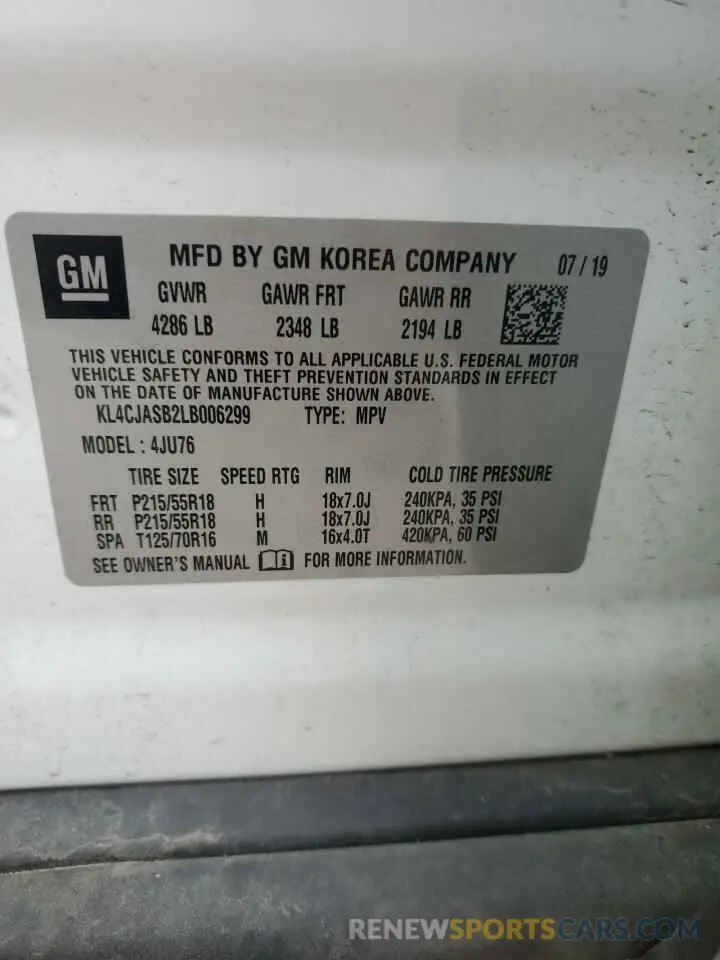 GM
MFD BY GM KOREA COMPANY 07/19
GVWR GAWR FRT GAWR RR
4286 LB 2348 LB 2194 LB
THIS VEHICLE CONFORMS TO ALL APPLICABLE U.S. FEDERAL MOTOR
VEHICLE SAFETY AND THEFT PREVENTION STANDARDS IN EFFECT
ON THE DATE OF MANUFACTURE SHOWN ABOVE.
KL4CJASB2LB006299 TYPE: MPV
MODEL : 4JU76
TIRE SIZE SPEED RTG RIM COLD TIRE PRESSURE
FRT P215/55R18 H 18x7.0J 240KPA, 35 PSI
RR P215/55R18 H 18x7.0J 240KPA, 35 PSI
SPA T125/70R16 M 16x4.0T 420KPA, 60 PSI
SEE OWNER'S MANUAL i FOR MORE INFORMATION.
RENEWSPORTSCARS.COM